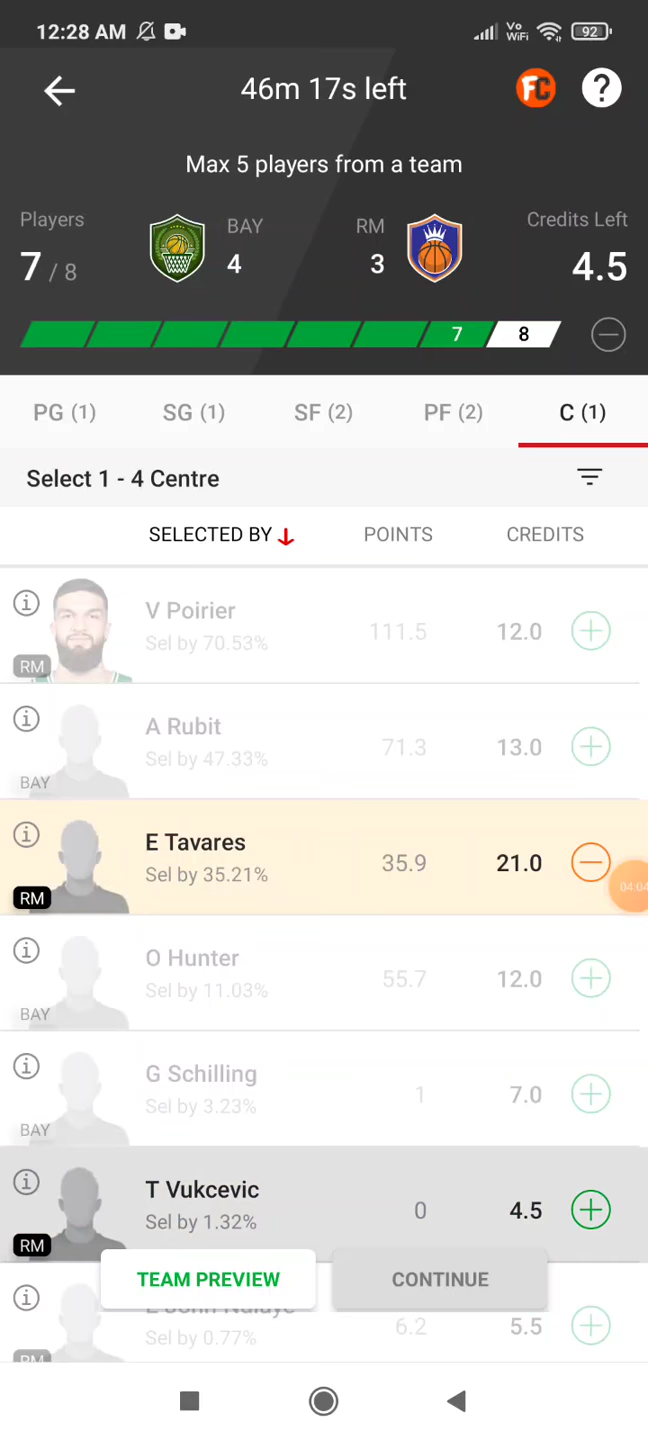 12:28 AM
Vo WiFi 92
46m 17s left
FC ?
Max 5 players from a team
Players BAY RM Credits Left
7 / 8 4 3 4.5
7 8
PG (1) SG (1) SF (2) PF (2) C (1)
Select 1 - 4 Centre
SELECTED BY POINTS CREDITS
V Poirier
Sel by 70.53% 111.5 12.0
RM
A Rubit
Sel by 47.33% 71.3 13.0
BAY
E Tavares
Sel by 35.21% 35.9 21.0
04:04
RM
O Hunter
Sel by 11.03% 55.7 12.0
BAY
G Schilling
Sel by 3.23% 1 7.0
BAY
T Vukcevic
Sel by 1.32% 0 4.5
RM
TEAM PREVIEW CONTINUE
Sel by 0.77% 6.2 5.5
RM